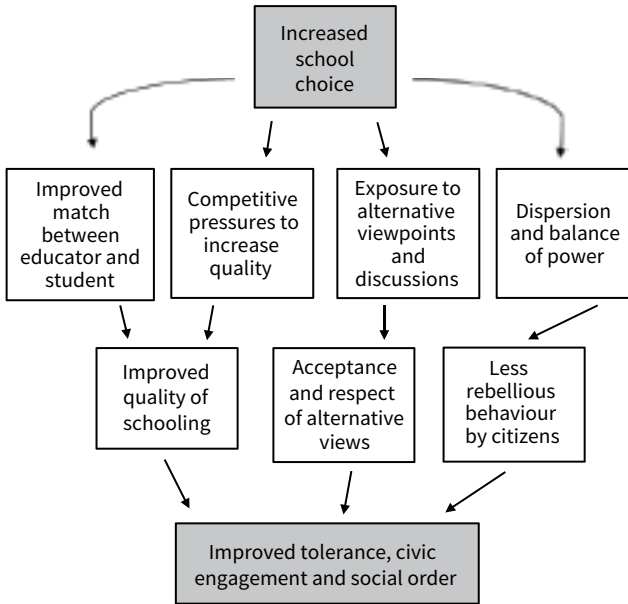 Increased
school
choice
Improved
match
between
educator and
student
Competitive
pressures to
increase
quality
Exposure to
alternative
viewpoints
and
discussions
Dispersion
and balance
of power
Improved
quality of
schooling
Acceptance
and respect
of alternative
views
Less
rebellious
behaviour
by citizens
Improved tolerance, civic
engagement and social order